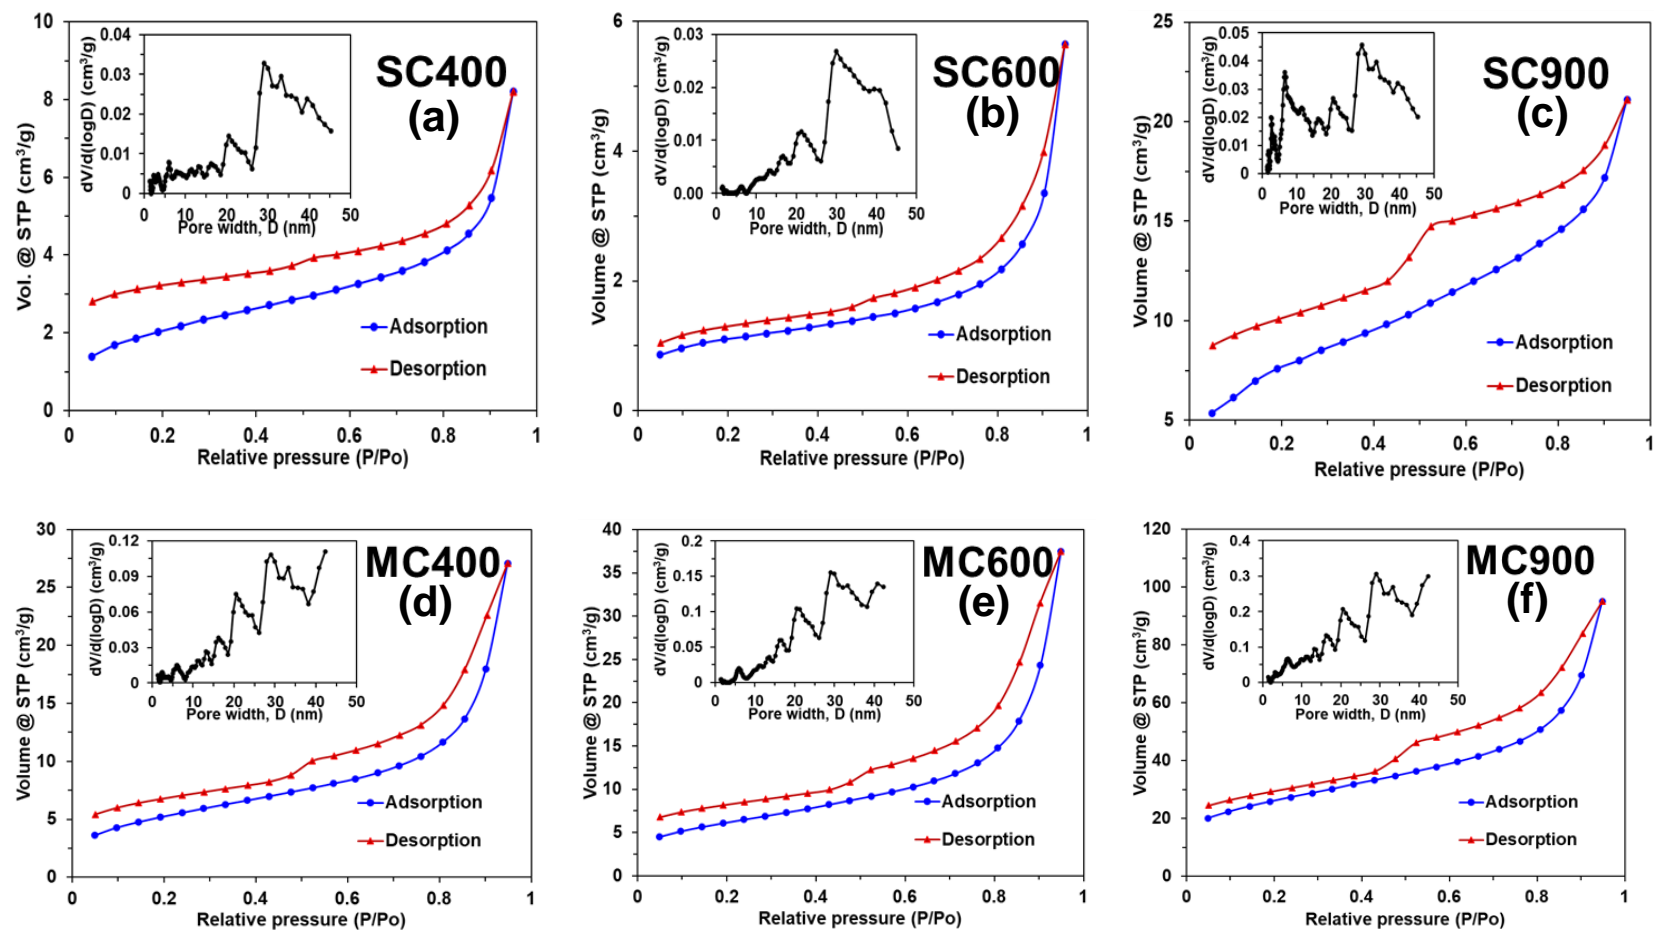 SC400
(a)
Vol. @ STP (cm³/g)
10
8
6
4
2
0
0 0.2 0.4 0.6 0.8 1
Relative pressure (P/Po)
Adsorption
Desorption
dV/d(logD) (cm³/g)
0.04
0.03
0.02
0.01
0
0 10 20 30 40 50
Pore width, D (nm)
SC600
(b)
Volume @ STP (cm³/g)
6
4
2
0
0 0.2 0.4 0.6 0.8 1
Relative pressure (P/Po)
Adsorption
Desorption
dV/d(logD) (cm³/g)
0.03
0.02
0.01
0.00
0 10 20 30 40 50
Pore width, D (nm)
SC900
(c)
Volume @ STP (cm³/g)
25
20
15
10
5
0 0.2 0.4 0.6 0.8 1
Relative pressure (P/Po)
Adsorption
Desorption
dV/d(logD) (cm³/g)
0.05
0.04
0.03
0.02
0.01
0
0 10 20 30 40 50
Pore width, D (nm)
MC400
(d)
Volume @ STP (cm³/g)
30
25
20
15
10
5
0
0 0.2 0.4 0.6 0.8 1
Relative pressure (P/Po)
Adsorption
Desorption
dV/d(logD) (cm³/g)
0.12
0.09
0.06
0.03
0
0 10 20 30 40 50
Pore width, D (nm)
MC600
(e)
Volume @ STP (cm³/g)
40
35
30
25
20
15
10
5
0
0 0.2 0.4 0.6 0.8 1
Relative pressure (P/Po)
Adsorption
Desorption
dV/d(logD) (cm³/g)
0.2
0.15
0.1
0.05
0
0 10 20 30 40 50
Pore width, D (nm)
MC900
(f)
Volume @ STP (cm³/g)
120
100
80
60
40
20
0
0 0.2 0.4 0.6 0.8 1
Relative pressure (P/Po)
Adsorption
Desorption
dV/d(logD) (cm³/g)
0.4
0.3
0.2
0.1
0
0 10 20 30 40 50
Pore width, D (nm)